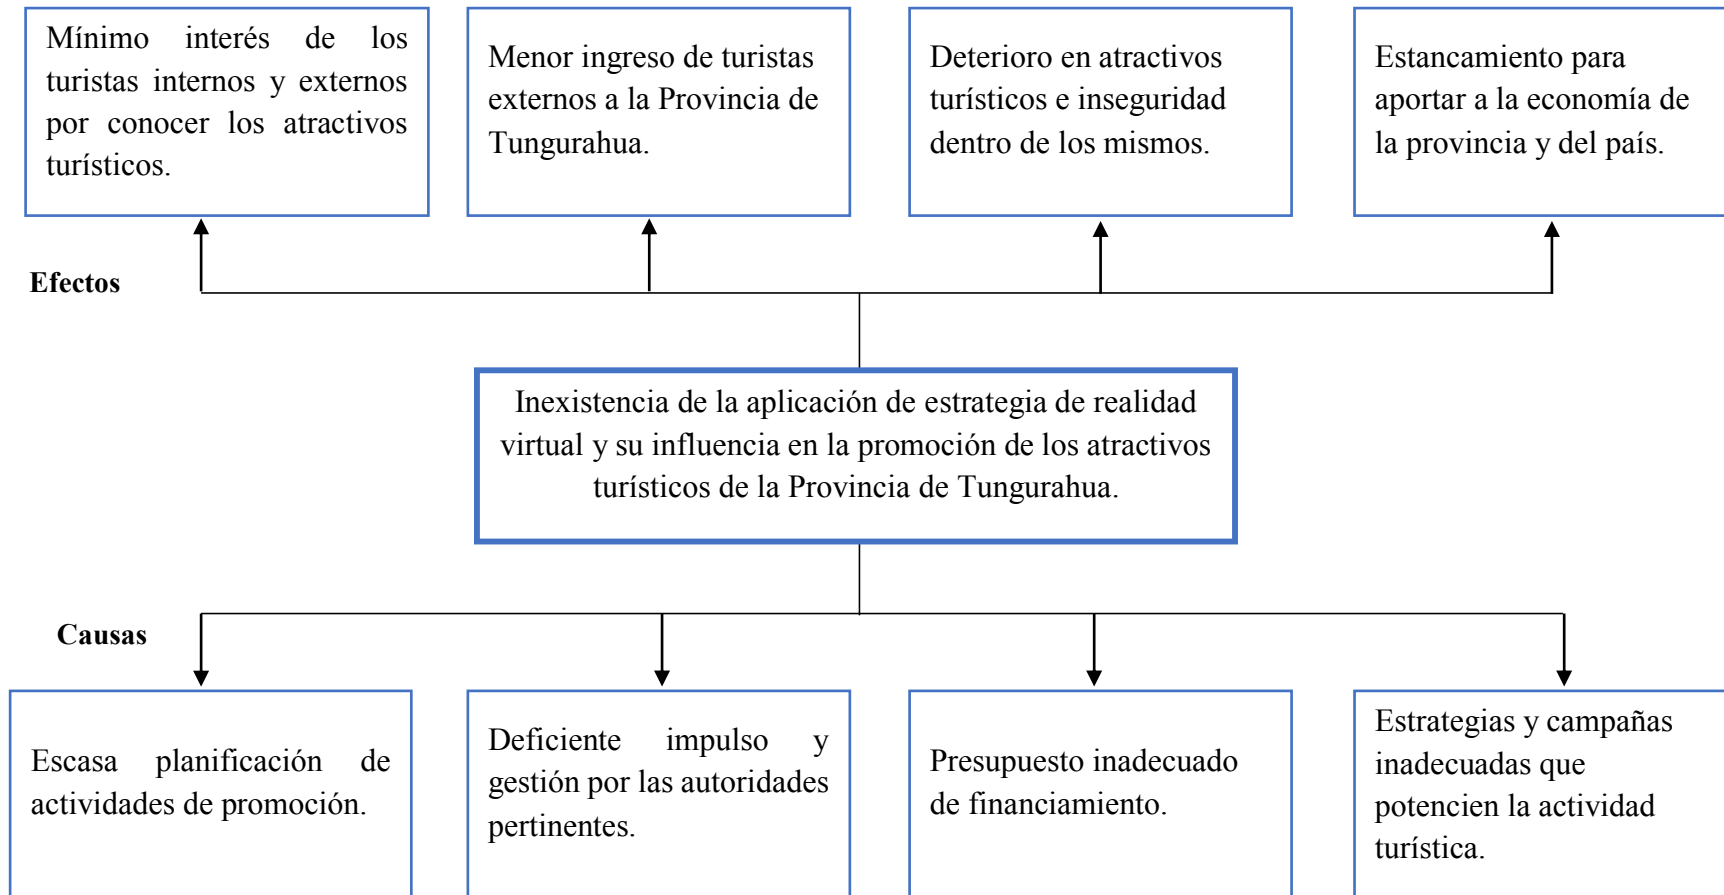 Mínimo interés de los
turistas internos y externos
por conocer los atractivos
turísticos.
Menor ingreso de turistas
externos a la Provincia de
Tungurahua.
Deterioro en atractivos
turísticos e inseguridad
dentro de los mismos.
Estancamiento para
aportar a la economía de
la provincia y del país.
Efectos
Inexistencia de la aplicación de estrategia de realidad
virtual y su influencia en la promoción de los atractivos
turísticos de la Provincia de Tungurahua.
Causas
Escasa planificación de
actividades de promoción.
Deficiente impulso y
gestión por las autoridades
pertinentes.
Presupuesto inadecuado
de financiamiento.
Estrategias y campañas
inadecuadas que
potencien la actividad
turística.